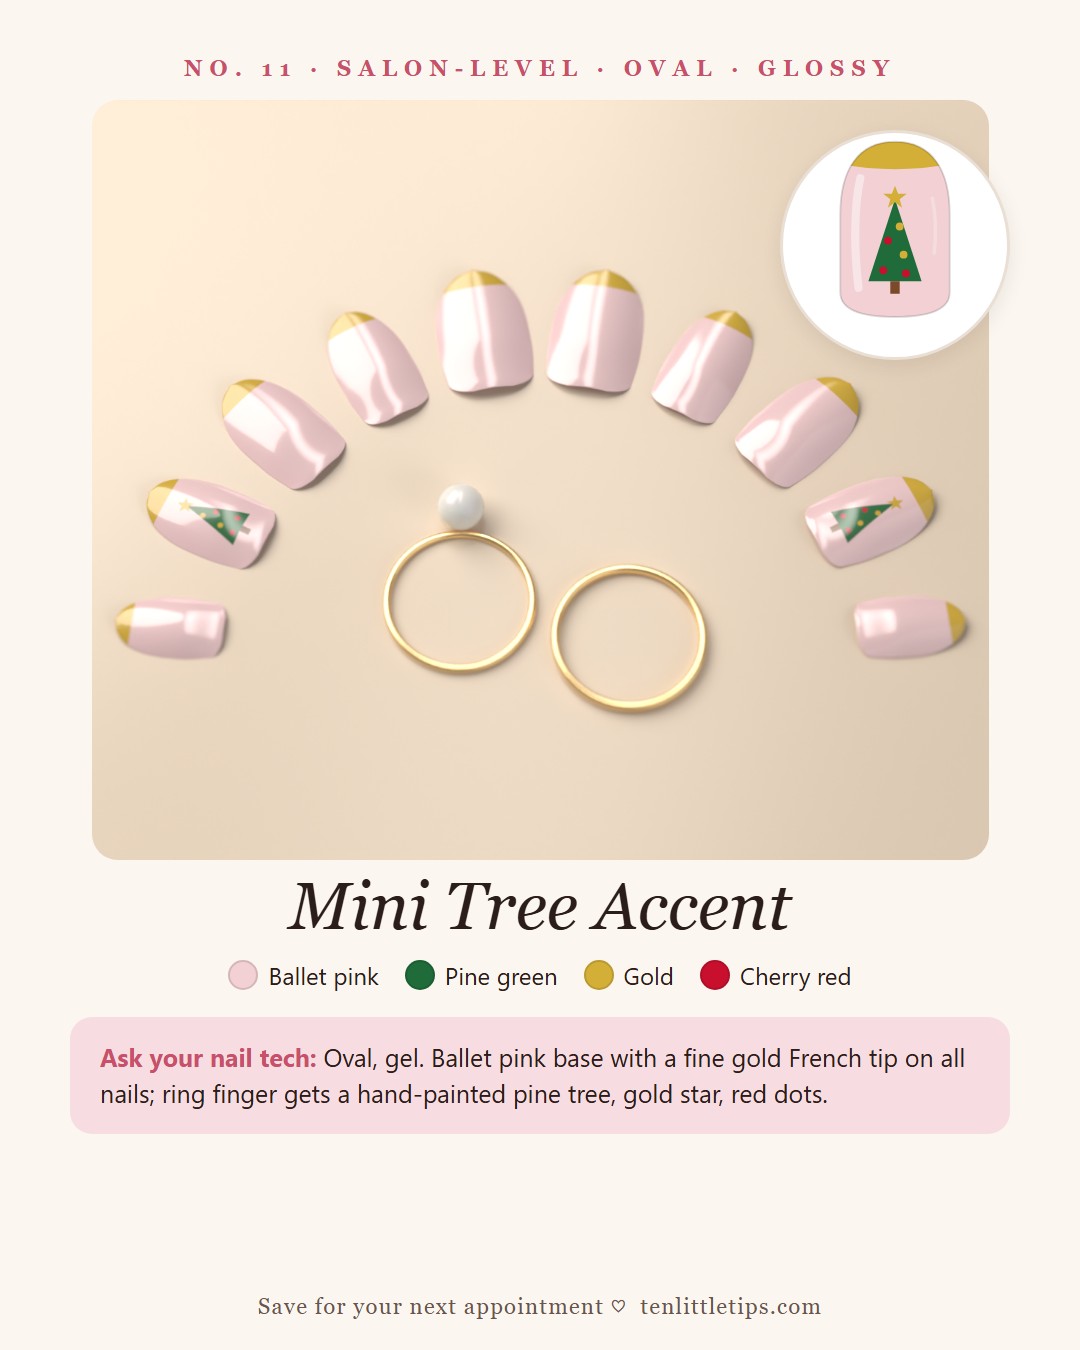 NO. 11 · SALON-LEVEL · OVAL · GLOSSY
Mini Tree Accent
Ballet pink Pine green Gold Cherry red
Ask your nail tech: Oval, gel. Ballet pink base with a fine gold French tip on all
nails; ring finger gets a hand-painted pine tree, gold star, red dots.
Save for your next appointment ♡ tenlittletips.com